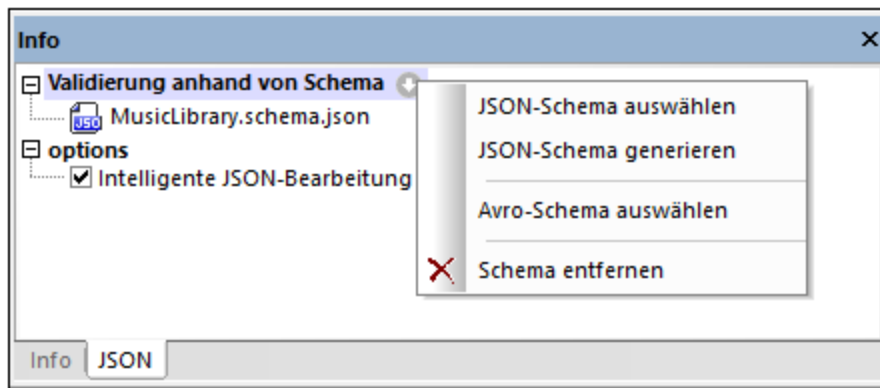 Info
Validierung anhand von Schema
JSON-Schema auswählen
MusicLibrary.schema.json
JSON-Schema generieren
options
Intelligente JSON-Bearbeitung
Avro-Schema auswählen
Schema entfernen
Info
JSON